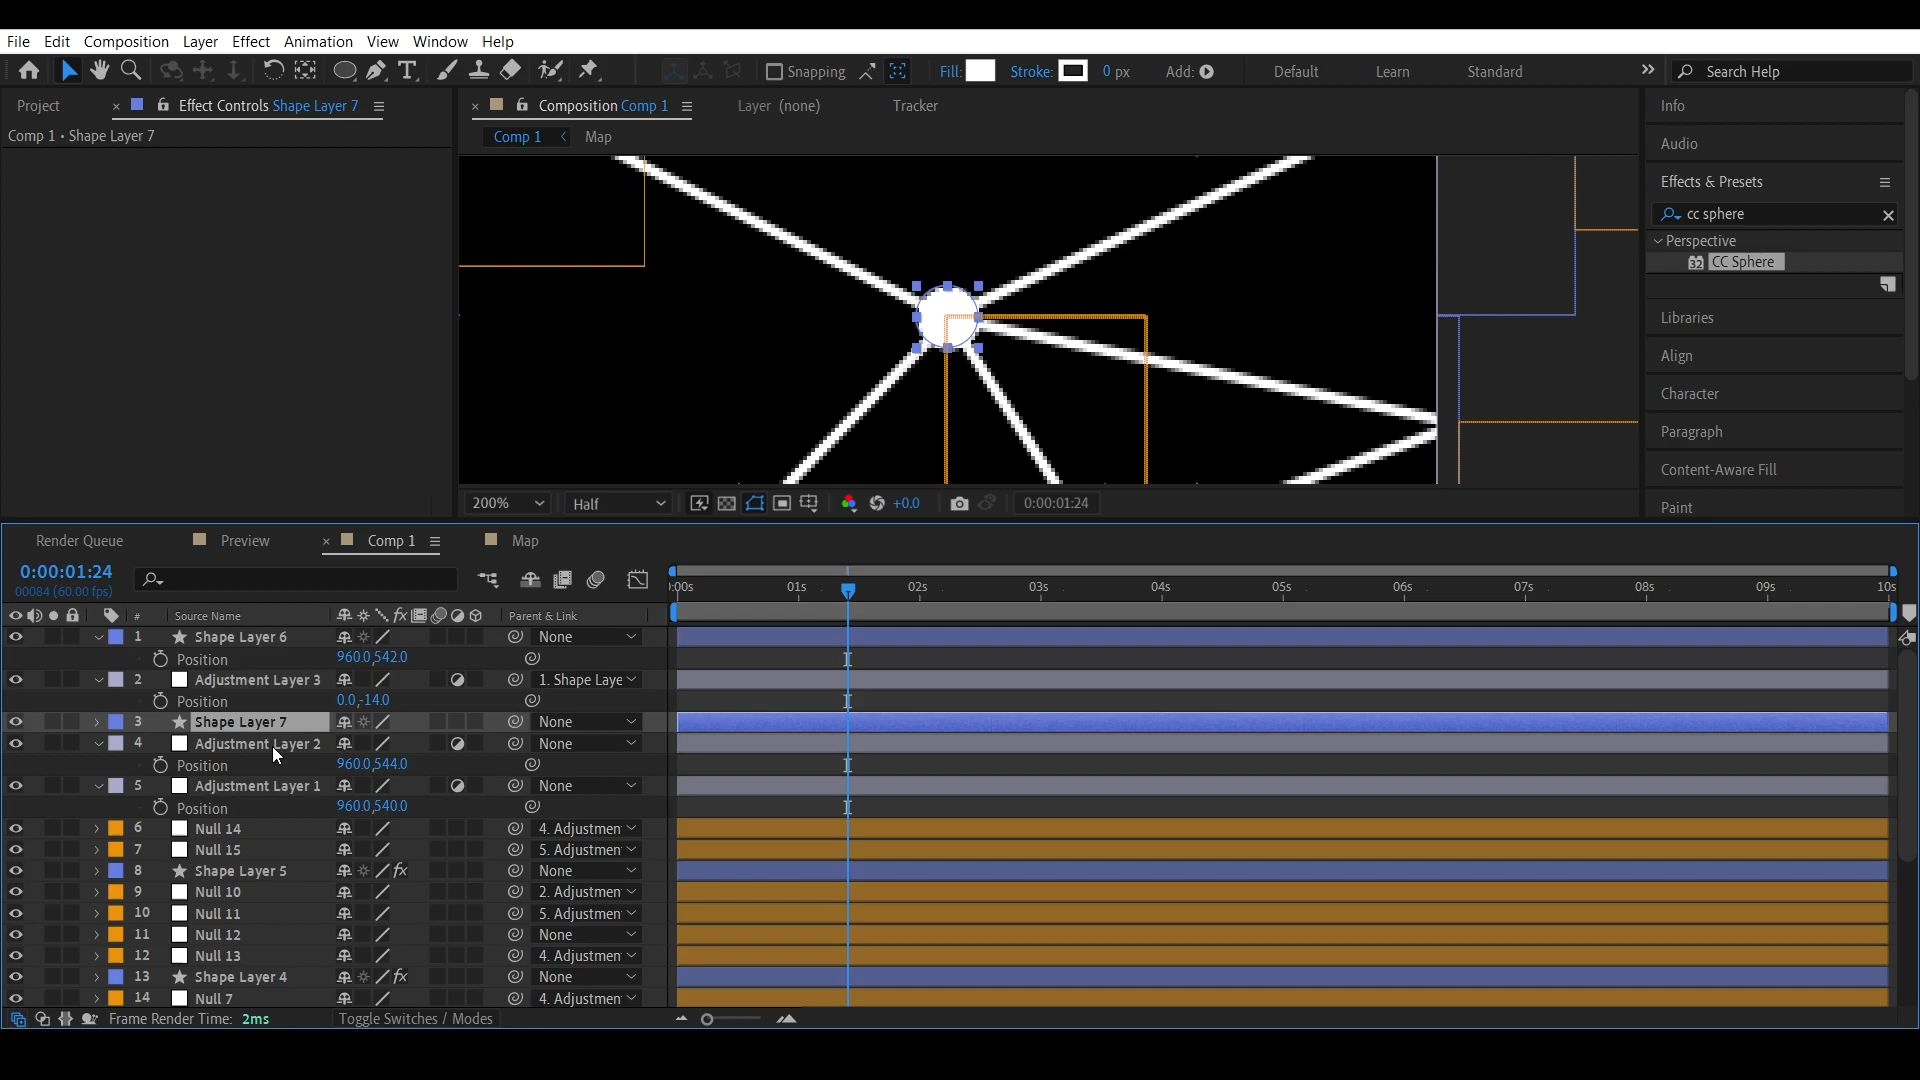 File Edit Composition Layer Effect Animation View Window Help
Snapping Fill: Stroke: 0 px Add: Default Learn Standard Search Help
Project Effect Controls Shape Layer 7 Composition Comp 1 Layer (none) Tracker Info
Comp 1 • Shape Layer 7 Comp 1 Map
Audio
Effects & Presets
cc sphere
Perspective
32 CC Sphere
Libraries
Align
Character
Paragraph
Content-Aware Fill
Paint
200% Half +0.0 0:00:01:24
Render Queue Preview Comp 1 Map
0:00:01:24
00084 (60.00 fps)
:00s 01s 02s 03s 04s 05s 06s 07s 08s 09s 10s
# Source Name fx Parent & Link
1 Shape Layer 6 None
Position 960.0,542.0
2 Adjustment Layer 3 1. Shape Laye
Position 0.0,-14.0
3 Shape Layer 7 None
4 Adjustment Layer 2 None
Position 960.0,544.0
5 Adjustment Layer 1 None
Position 960.0,540.0
6 Null 14 4. Adjustmen
7 Null 15 5. Adjustmen
8 Shape Layer 5 fx None
9 Null 10 2. Adjustmen
10 Null 11 5. Adjustmen
11 Null 12 None
12 Null 13 4. Adjustmen
13 Shape Layer 4 fx None
14 Null 7 4. Adjustmen
Frame Render Time: 2ms Toggle Switches / Modes